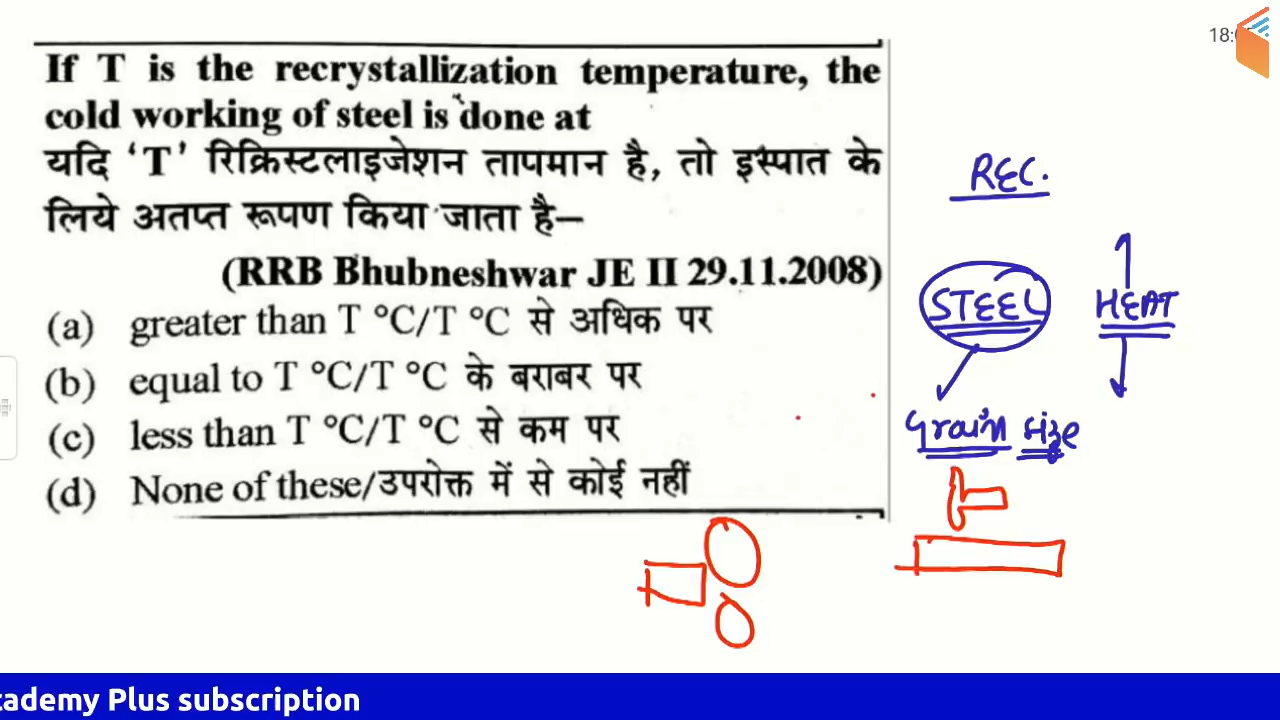 18:0
If T is the recrystallization temperature, the
cold working of steel is done at
यदि ‘T’ रिक्रिस्टलाइजेशन तापमान है, तो इस्पात के
लिये अतप्त रूपण किया जाता है–
(RRB Bhubneshwar JE II 29.11.2008)
(a) greater than T °C/T °C से अधिक पर
(b) equal to T °C/T °C के बराबर पर
(c) less than T °C/T °C से कम पर
(d) None of these/उपरोक्त में से कोई नहीं
REC.
STEEL HEAT
Grain size
cademy Plus subscription